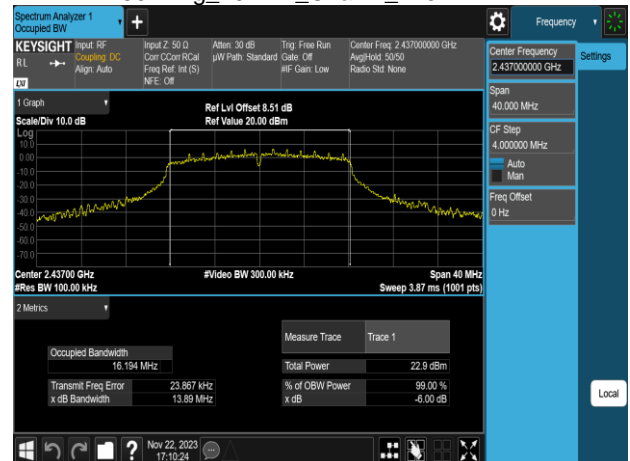 Spectrum Analyzer 1
Occupied BW
Frequency
KEYSIGHT
RL
LXI
Input: RF
Coupling: DC
Align: Auto
Input Z: 50 Ω
Corr CCorr RCal
Freq Ref: Int (S)
NFE: Off
Atten: 30 dB
µW Path: Standard
Trig: Free Run
Gate: Off
#IF Gain: Low
Center Freq: 2.437000000 GHz
Avg|Hold: 50/50
Radio Std: None
Center Frequency
2.437000000 GHz
Settings
Span
40.000 MHz
CF Step
4.000000 MHz
Auto
Man
Freq Offset
0 Hz
Local
1 Graph
Scale/Div 10.0 dB
Ref Lvl Offset 8.51 dB
Ref Value 20.00 dBm
Log
10.0
0.00
-10.0
-20.0
-30.0
-40.0
-50.0
-60.0
-70.0
Center 2.43700 GHz
#Video BW 300.00 kHz
Span 40 MHz
#Res BW 100.00 kHz
Sweep 3.87 ms (1001 pts)
2 Metrics
Measure Trace
Trace 1
Occupied Bandwidth
16.194 MHz
Total Power
22.9 dBm
Transmit Freq Error
23.867 kHz
% of OBW Power
99.00 %
x dB Bandwidth
13.89 MHz
x dB
-6.00 dB
Nov 22, 2023
17:10:24